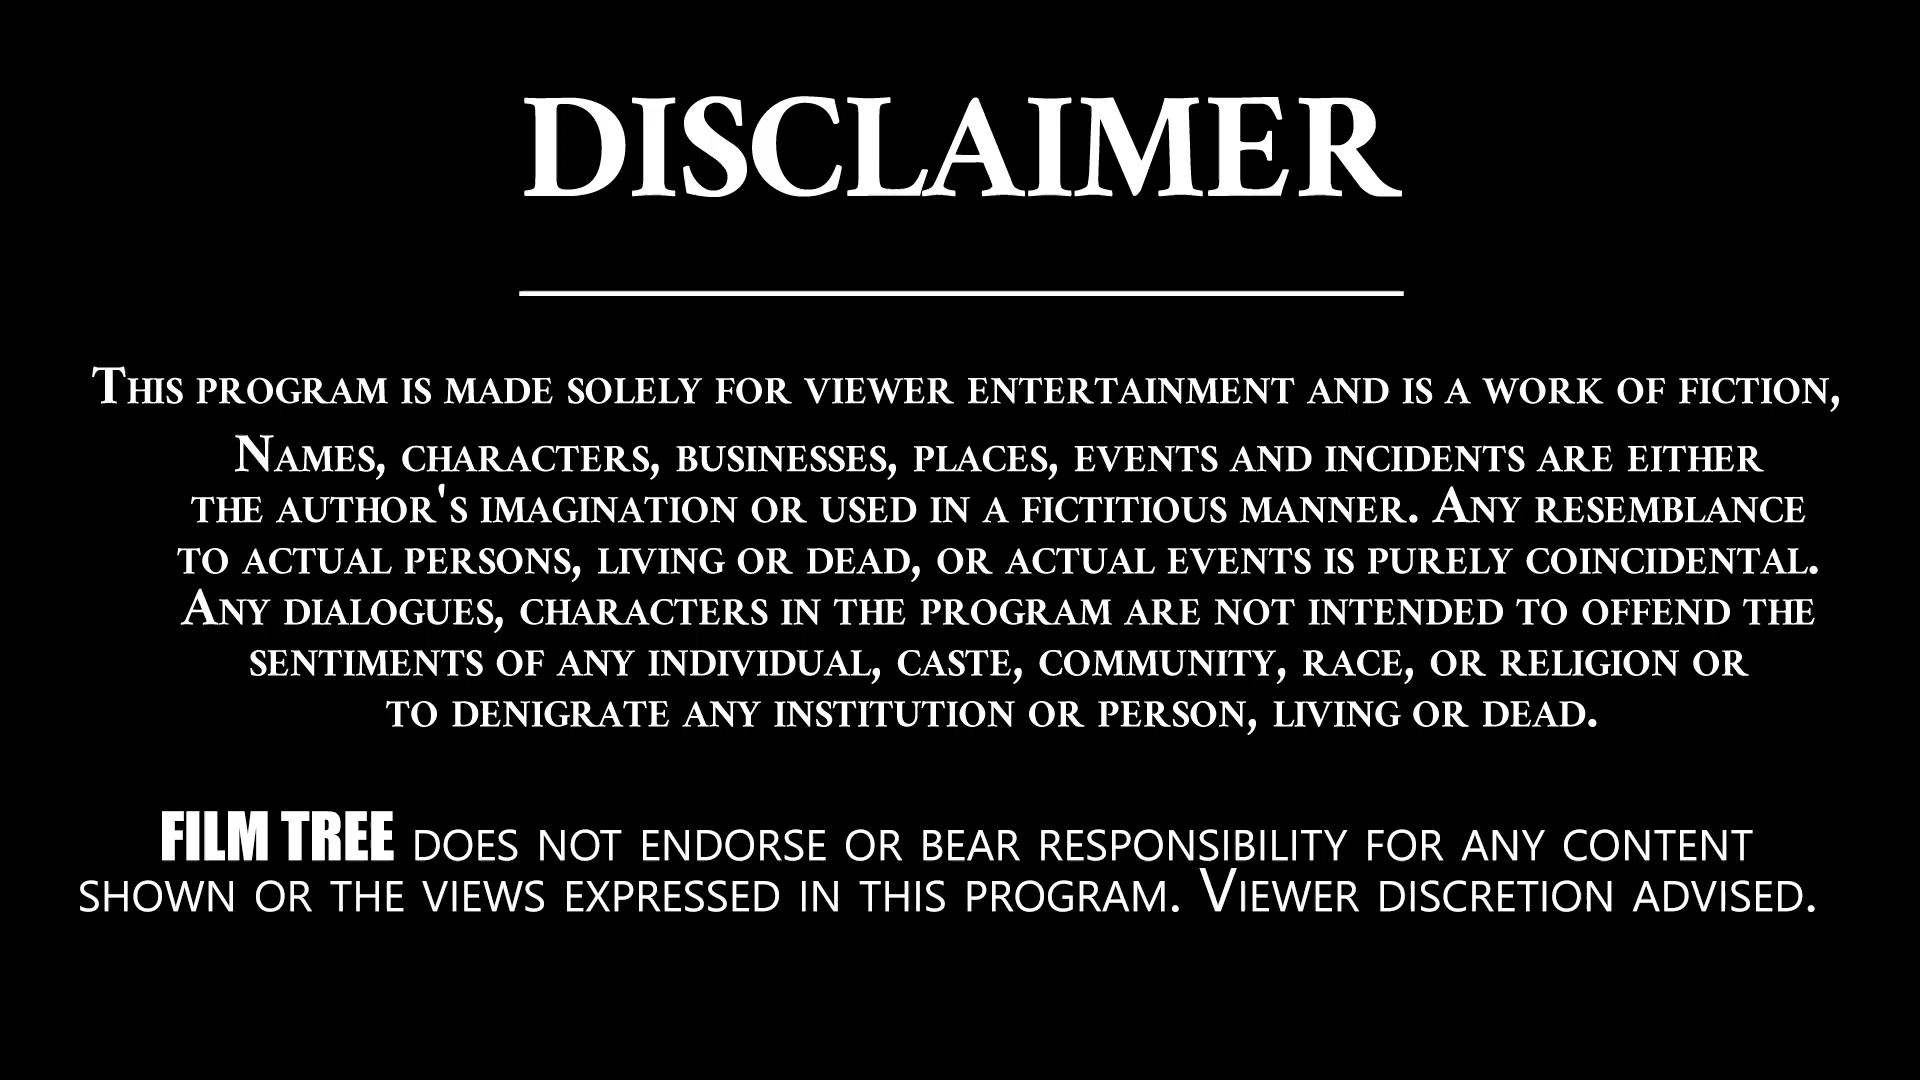 DISCLAIMER
This program is made solely for viewer entertainment and is a work of fiction,
Names, characters, businesses, places, events and incidents are either
the author's imagination or used in a fictitious manner. Any resemblance
to actual persons, living or dead, or actual events is purely coincidental.
Any dialogues, characters in the program are not intended to offend the
sentiments of any individual, caste, community, race, or religion or
to denigrate any institution or person, living or dead.
FILM TREE does not endorse or bear responsibility for any content
shown or the views expressed in this program. Viewer discretion advised.